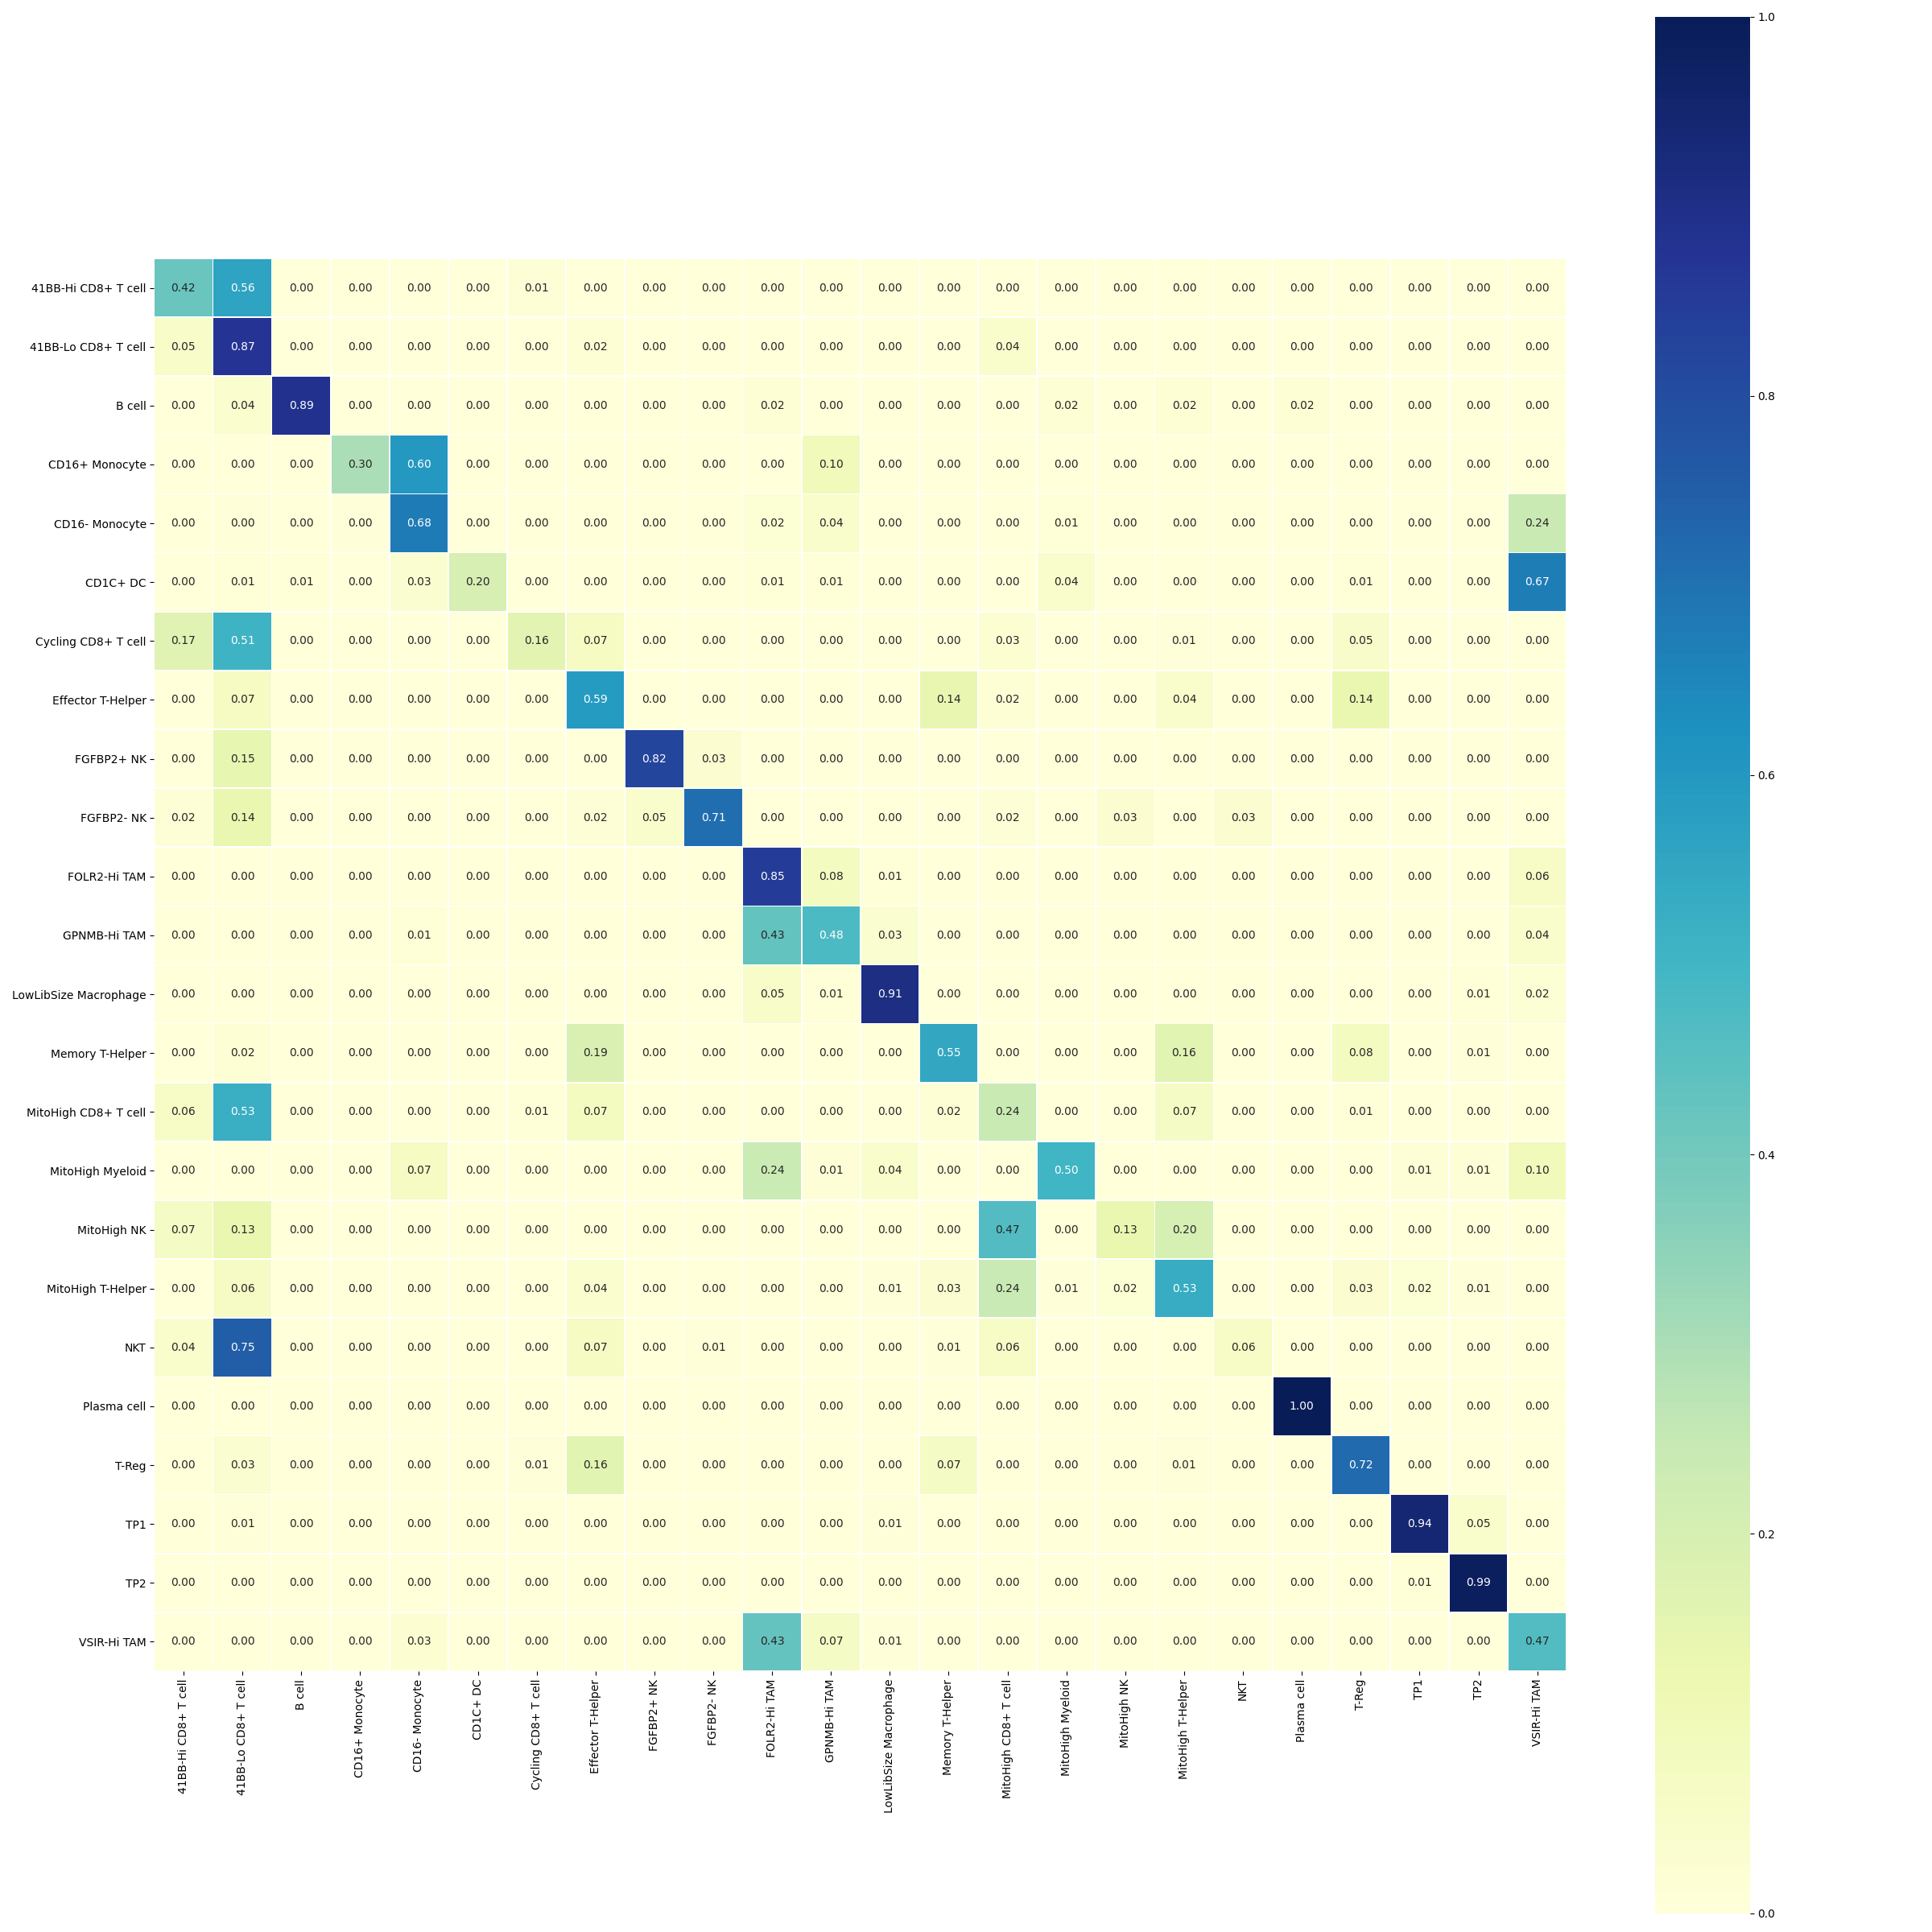 1.0
0.8
0.6
0.4
0.2
0.0
41BB-Hi CD8+ T cell 0.42 0.56 0.00 0.00 0.00 0.00 0.01 0.00 0.00 0.00 0.00 0.00 0.00 0.00 0.00 0.00 0.00 0.00 0.00 0.00 0.00 0.00 0.00 0.00
41BB-Lo CD8+ T cell 0.05 0.87 0.00 0.00 0.00 0.00 0.00 0.02 0.00 0.00 0.00 0.00 0.00 0.00 0.04 0.00 0.00 0.00 0.00 0.00 0.00 0.00 0.00 0.00
B cell 0.00 0.04 0.89 0.00 0.00 0.00 0.00 0.00 0.00 0.00 0.02 0.00 0.00 0.00 0.00 0.02 0.00 0.02 0.00 0.02 0.00 0.00 0.00 0.00
CD16+ Monocyte 0.00 0.00 0.00 0.30 0.60 0.00 0.00 0.00 0.00 0.00 0.00 0.10 0.00 0.00 0.00 0.00 0.00 0.00 0.00 0.00 0.00 0.00 0.00 0.00
CD16- Monocyte 0.00 0.00 0.00 0.00 0.68 0.00 0.00 0.00 0.00 0.00 0.02 0.04 0.00 0.00 0.00 0.01 0.00 0.00 0.00 0.00 0.00 0.00 0.00 0.24
CD1C+ DC 0.00 0.01 0.01 0.00 0.03 0.20 0.00 0.00 0.00 0.00 0.01 0.01 0.00 0.00 0.00 0.04 0.00 0.00 0.00 0.00 0.01 0.00 0.00 0.67
Cycling CD8+ T cell 0.17 0.51 0.00 0.00 0.00 0.00 0.16 0.07 0.00 0.00 0.00 0.00 0.00 0.00 0.03 0.00 0.00 0.01 0.00 0.00 0.05 0.00 0.00 0.00
Effector T-Helper 0.00 0.07 0.00 0.00 0.00 0.00 0.00 0.59 0.00 0.00 0.00 0.00 0.00 0.14 0.02 0.00 0.00 0.04 0.00 0.00 0.14 0.00 0.00 0.00
FGFBP2+ NK 0.00 0.15 0.00 0.00 0.00 0.00 0.00 0.00 0.82 0.03 0.00 0.00 0.00 0.00 0.00 0.00 0.00 0.00 0.00 0.00 0.00 0.00 0.00 0.00
FGFBP2- NK 0.02 0.14 0.00 0.00 0.00 0.00 0.00 0.02 0.05 0.71 0.00 0.00 0.00 0.00 0.02 0.00 0.03 0.00 0.03 0.00 0.00 0.00 0.00 0.00
FOLR2-Hi TAM 0.00 0.00 0.00 0.00 0.00 0.00 0.00 0.00 0.00 0.00 0.85 0.08 0.01 0.00 0.00 0.00 0.00 0.00 0.00 0.00 0.00 0.00 0.00 0.06
GPNMB-Hi TAM 0.00 0.00 0.00 0.00 0.01 0.00 0.00 0.00 0.00 0.00 0.43 0.48 0.03 0.00 0.00 0.00 0.00 0.00 0.00 0.00 0.00 0.00 0.00 0.04
LowLibSize Macrophage 0.00 0.00 0.00 0.00 0.00 0.00 0.00 0.00 0.00 0.00 0.05 0.01 0.91 0.00 0.00 0.00 0.00 0.00 0.00 0.00 0.00 0.00 0.01 0.02
Memory T-Helper 0.00 0.02 0.00 0.00 0.00 0.00 0.00 0.19 0.00 0.00 0.00 0.00 0.00 0.55 0.00 0.00 0.00 0.16 0.00 0.00 0.08 0.00 0.01 0.00
MitoHigh CD8+ T cell 0.06 0.53 0.00 0.00 0.00 0.00 0.01 0.07 0.00 0.00 0.00 0.00 0.00 0.02 0.24 0.00 0.00 0.07 0.00 0.00 0.01 0.00 0.00 0.00
MitoHigh Myeloid 0.00 0.00 0.00 0.00 0.07 0.00 0.00 0.00 0.00 0.00 0.24 0.01 0.04 0.00 0.00 0.50 0.00 0.00 0.00 0.00 0.00 0.01 0.01 0.10
MitoHigh NK 0.07 0.13 0.00 0.00 0.00 0.00 0.00 0.00 0.00 0.00 0.00 0.00 0.00 0.00 0.47 0.00 0.13 0.20 0.00 0.00 0.00 0.00 0.00 0.00
MitoHigh T-Helper 0.00 0.06 0.00 0.00 0.00 0.00 0.00 0.04 0.00 0.00 0.00 0.00 0.01 0.03 0.24 0.01 0.02 0.53 0.00 0.00 0.03 0.02 0.01 0.00
NKT 0.04 0.75 0.00 0.00 0.00 0.00 0.00 0.07 0.00 0.01 0.00 0.00 0.00 0.01 0.06 0.00 0.00 0.00 0.06 0.00 0.00 0.00 0.00 0.00
Plasma cell 0.00 0.00 0.00 0.00 0.00 0.00 0.00 0.00 0.00 0.00 0.00 0.00 0.00 0.00 0.00 0.00 0.00 0.00 0.00 1.00 0.00 0.00 0.00 0.00
T-Reg 0.00 0.03 0.00 0.00 0.00 0.00 0.01 0.16 0.00 0.00 0.00 0.00 0.00 0.07 0.00 0.00 0.00 0.01 0.00 0.00 0.72 0.00 0.00 0.00
TP1 0.00 0.01 0.00 0.00 0.00 0.00 0.00 0.00 0.00 0.00 0.00 0.00 0.01 0.00 0.00 0.00 0.00 0.00 0.00 0.00 0.00 0.94 0.05 0.00
TP2 0.00 0.00 0.00 0.00 0.00 0.00 0.00 0.00 0.00 0.00 0.00 0.00 0.00 0.00 0.00 0.00 0.00 0.00 0.00 0.00 0.00 0.01 0.99 0.00
VSIR-Hi TAM 0.00 0.00 0.00 0.00 0.03 0.00 0.00 0.00 0.00 0.00 0.43 0.07 0.01 0.00 0.00 0.00 0.00 0.00 0.00 0.00 0.00 0.00 0.00 0.47
41BB-Hi CD8+ T cell
41BB-Lo CD8+ T cell
B cell
CD16+ Monocyte
CD16- Monocyte
CD1C+ DC
Cycling CD8+ T cell
Effector T-Helper
FGFBP2+ NK
FGFBP2- NK
FOLR2-Hi TAM
GPNMB-Hi TAM
LowLibSize Macrophage
Memory T-Helper
MitoHigh CD8+ T cell
MitoHigh Myeloid
MitoHigh NK
MitoHigh T-Helper
NKT
Plasma cell
T-Reg
TP1
TP2
VSIR-Hi TAM